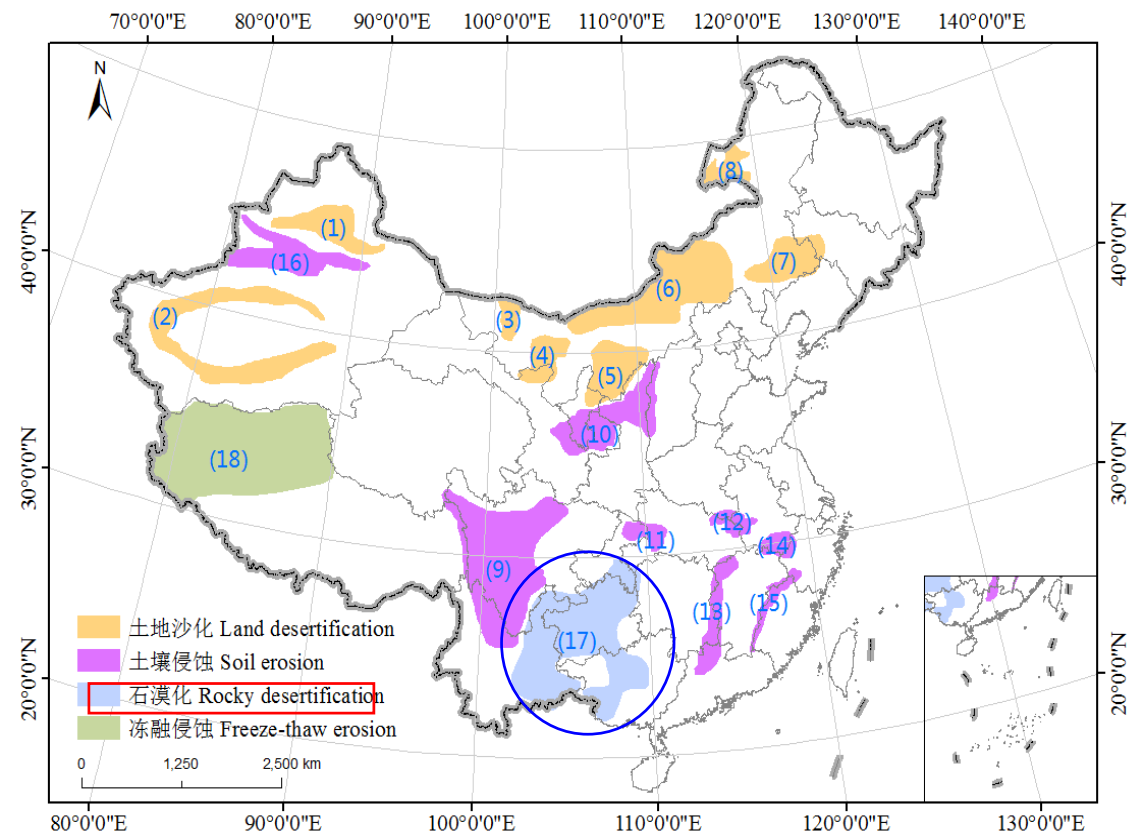 70°0'0"E 80°0'0"E 90°0'0"E 100°0'0"E 110°0'0"E 120°0'0"E 130°0'0"E 140°0'0"E
N
(8)
(1)
(16)
(7)
(6)
(2)
(3)
(4)
(5)
(10)
(18)
(12)
(11)
(14)
(9)
(15)
(13)
(17)
40°0'0"N
30°0'0"N
20°0'0"N
40°0'0"N
30°0'0"N
20°0'0"N
土地沙化 Land desertification
土壤侵蚀 Soil erosion
石漠化 Rocky desertification
冻融侵蚀 Freeze-thaw erosion
0 1,250 2,500 km
80°0'0"E 90°0'0"E 100°0'0"E 110°0'0"E 120°0'0"E 130°0'0"E